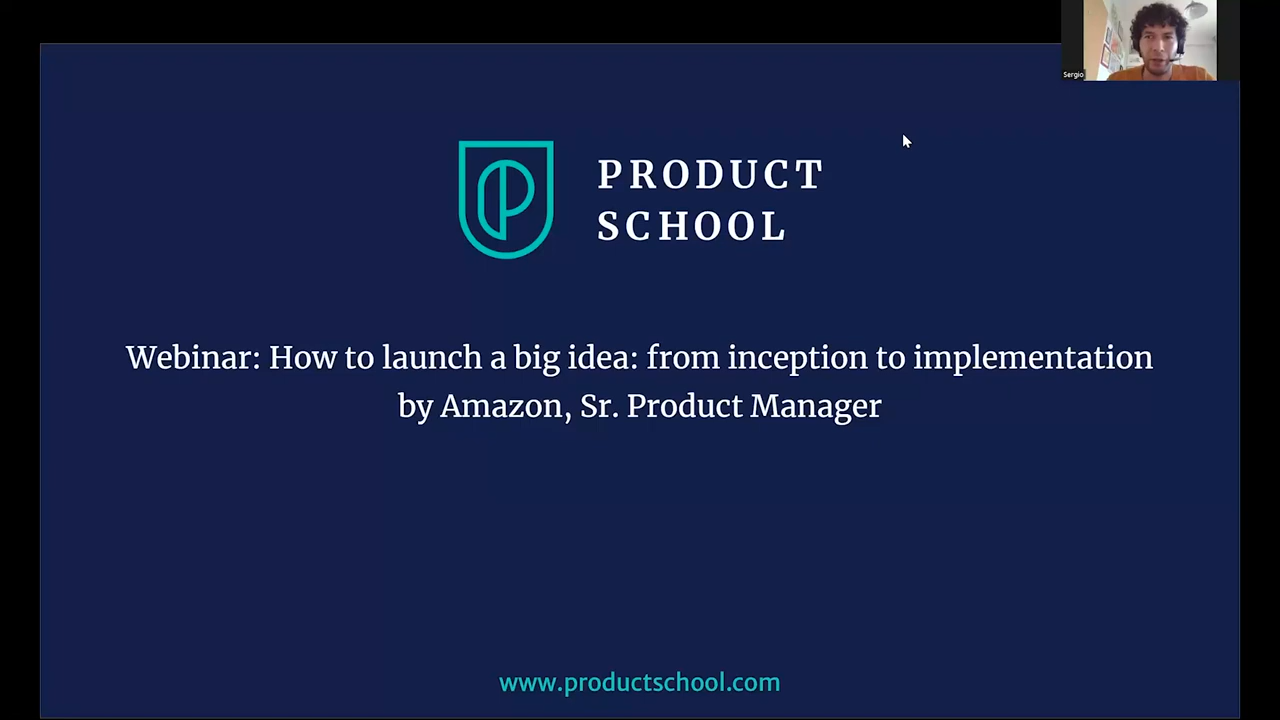 Sergio
PRODUCT
SCHOOL
Webinar: How to launch a big idea: from inception to implementation
by Amazon, Sr. Product Manager
www.productschool.com